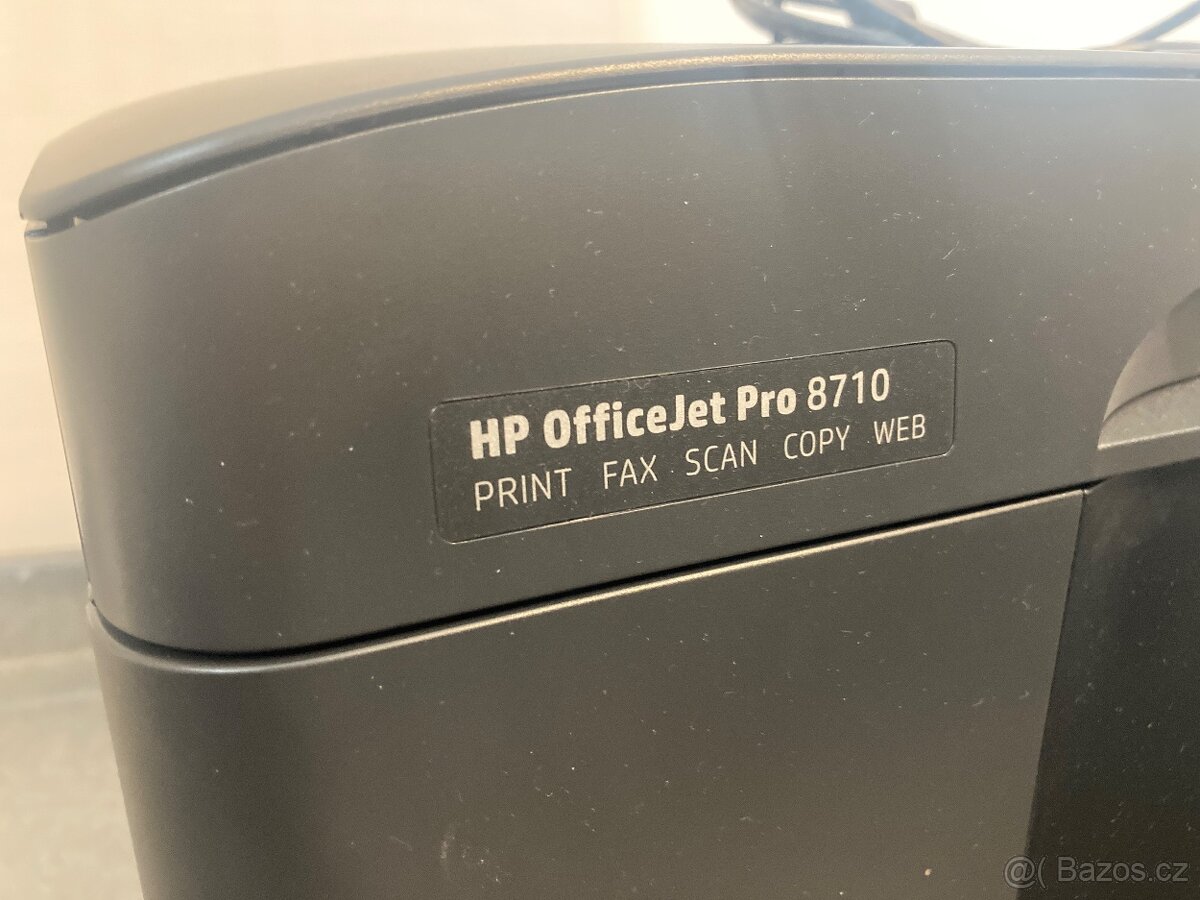 HP OfficeJet Pro 8710
PRINT FAX SCAN COPY WEB
@( Bazos.cz